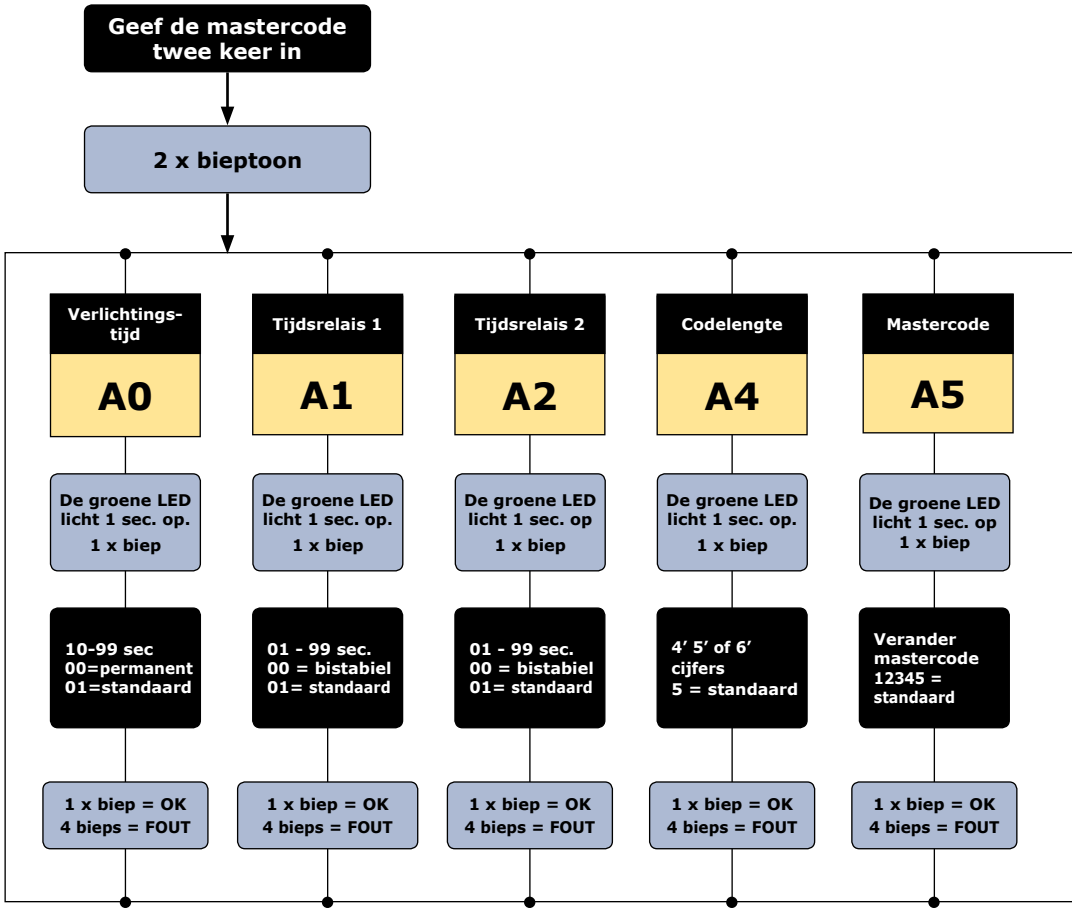 Geef de mastercode
twee keer in
2 x bieptoon
Verlichtings-
tijd
A0
De groene LED
licht 1 sec. op.
1 x biep
10-99 sec
00=permanent
01=standaard
1 x biep = OK
4 bieps = FOUT
Tijdsrelais 1
A1
De groene LED
licht 1 sec. op.
1 x biep
01 - 99 sec.
00 = bistabiel
01= standaard
1 x biep = OK
4 bieps = FOUT
Tijdsrelais 2
A2
De groene LED
licht 1 sec. op
1 x biep
01 - 99 sec.
00 = bistabiel
01= standaard
1 x biep = OK
4 bieps = FOUT
Codelengte
A4
De groene LED
licht 1 sec. op.
1 x biep
4’ 5’ of 6’
cijfers
5 = standaard
1 x biep = OK
4 bieps = FOUT
Mastercode
A5
De groene LED
licht 1 sec. op
1 x biep
Verander
mastercode
12345 =
standaard
1 x biep = OK
4 bieps = FOUT